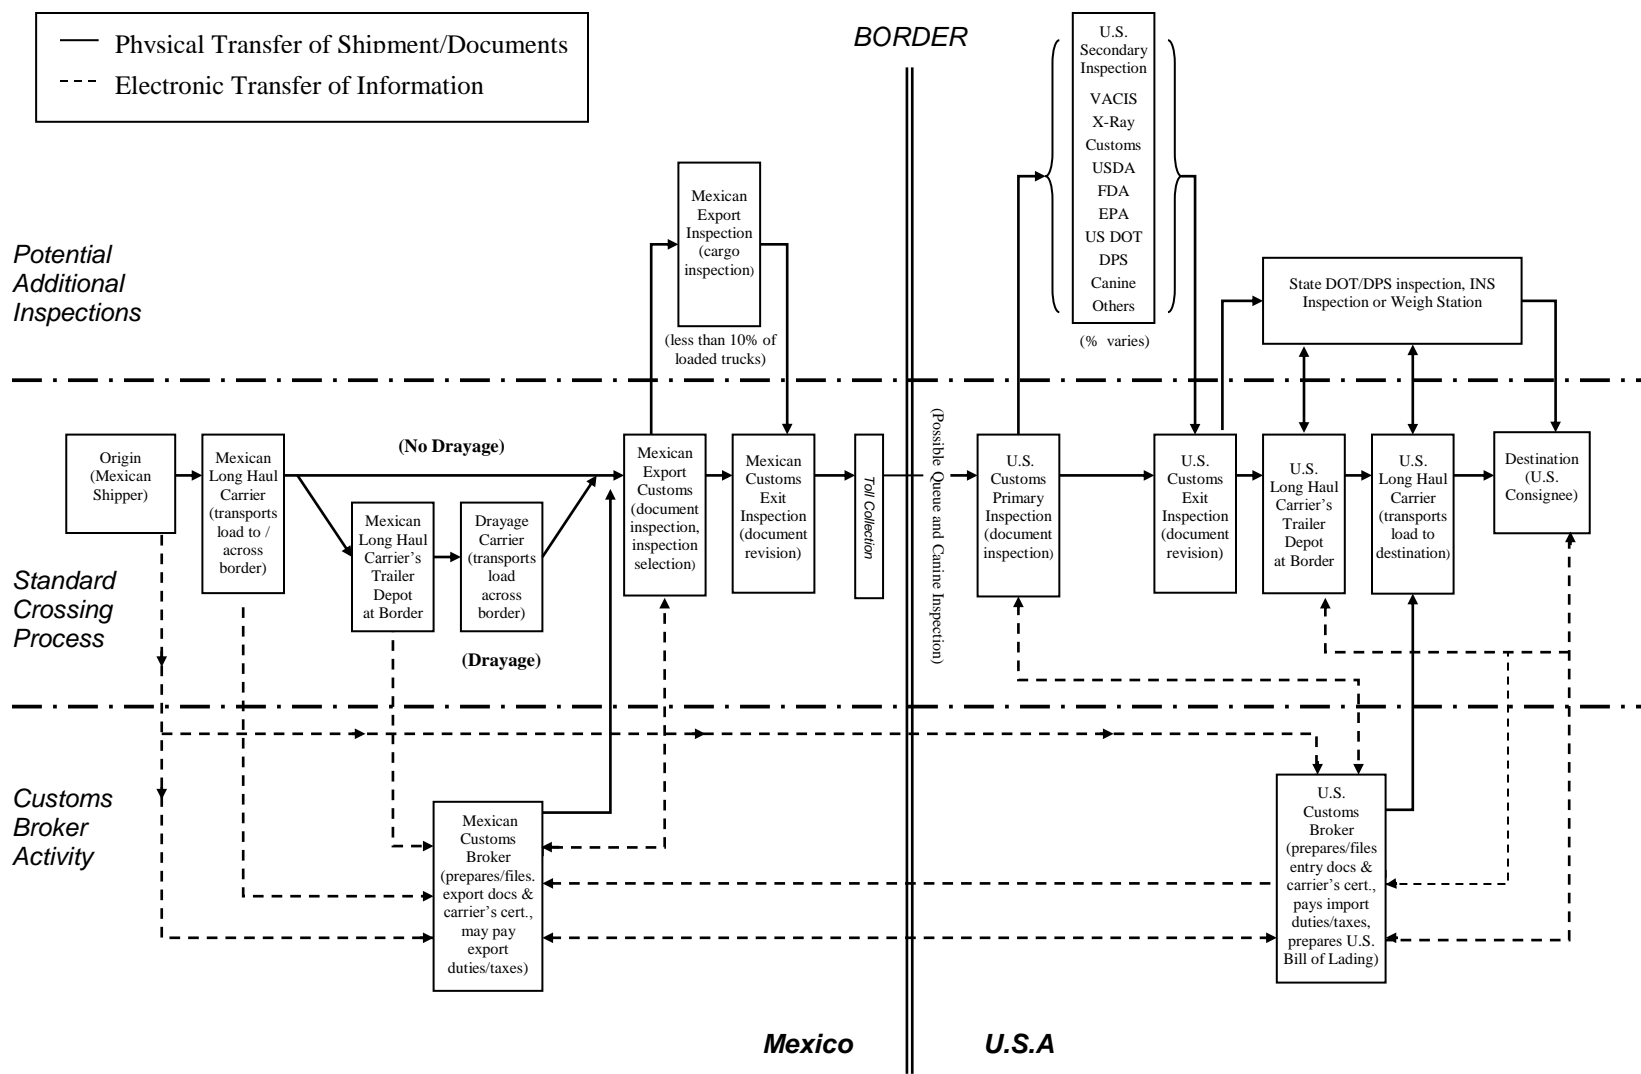 Physical Transfer of Shipment/Documents
Electronic Transfer of Information
BORDER
U.S.
Secondary
Inspection
VACIS
X-Ray
Customs
USDA
FDA
EPA
US DOT
DPS
Canine
Others
(% varies)
Mexican
Export
Inspection
(cargo
inspection)
(less than 10% of
loaded trucks)
State DOT/DPS inspection, INS
Inspection or Weigh Station
Potential
Additional
Inspections
Origin
(Mexican
Shipper)
Mexican
Long Haul
Carrier
(transports
load to /
across
border)
(No Drayage)
Mexican
Long Haul
Carrier's
Trailer
Depot
at Border
Drayage
Carrier
(transports
load
across
border)
(Drayage)
Mexican
Export
Customs
(document
inspection,
inspection
selection)
Mexican
Customs
Exit
Inspection
(document
revision)
Toll Collection
(Possible Queue and Canine Inspection)
U.S.
Customs
Primary
Inspection
(document
inspection)
U.S.
Customs
Exit
Inspection
(document
revision)
U.S.
Long Haul
Carrier's
Trailer
Depot
at Border
U.S.
Long Haul
Carrier
(transports
load to
destination)
Destination
(U.S.
Consignee)
Standard
Crossing
Process
Customs
Broker
Activity
Mexican
Customs
Broker
(prepares/files.
export docs &
carrier's cert.,
may pay
export
duties/taxes)
U.S.
Customs
Broker
(prepares/files
entry docs &
carrier's cert.,
pays import
duties/taxes,
prepares U.S.
Bill of Lading)
Mexico
U.S.A